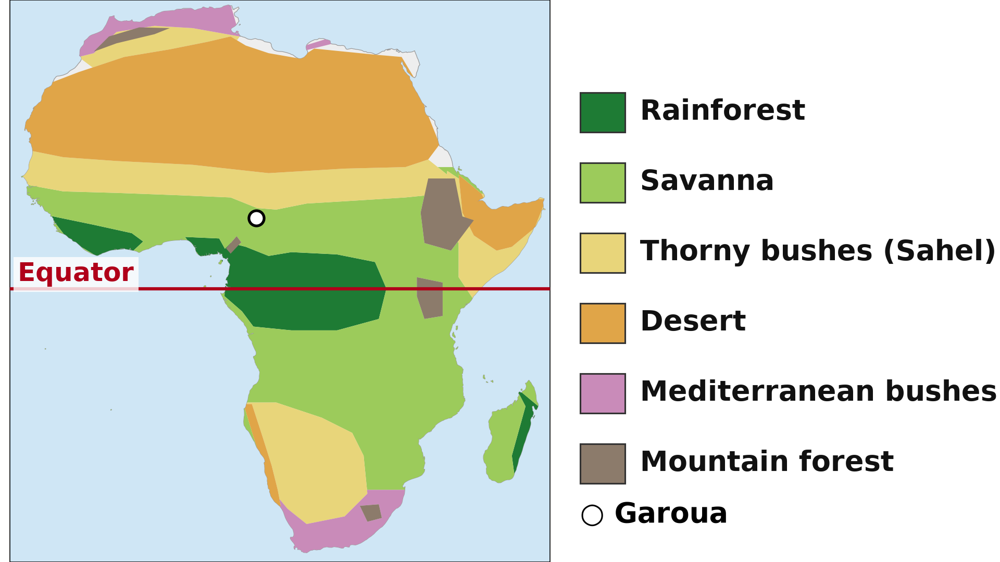 Equator
Rainforest
Savanna
Thorny bushes (Sahel)
Desert
Mediterranean bushes
Mountain forest
Garoua